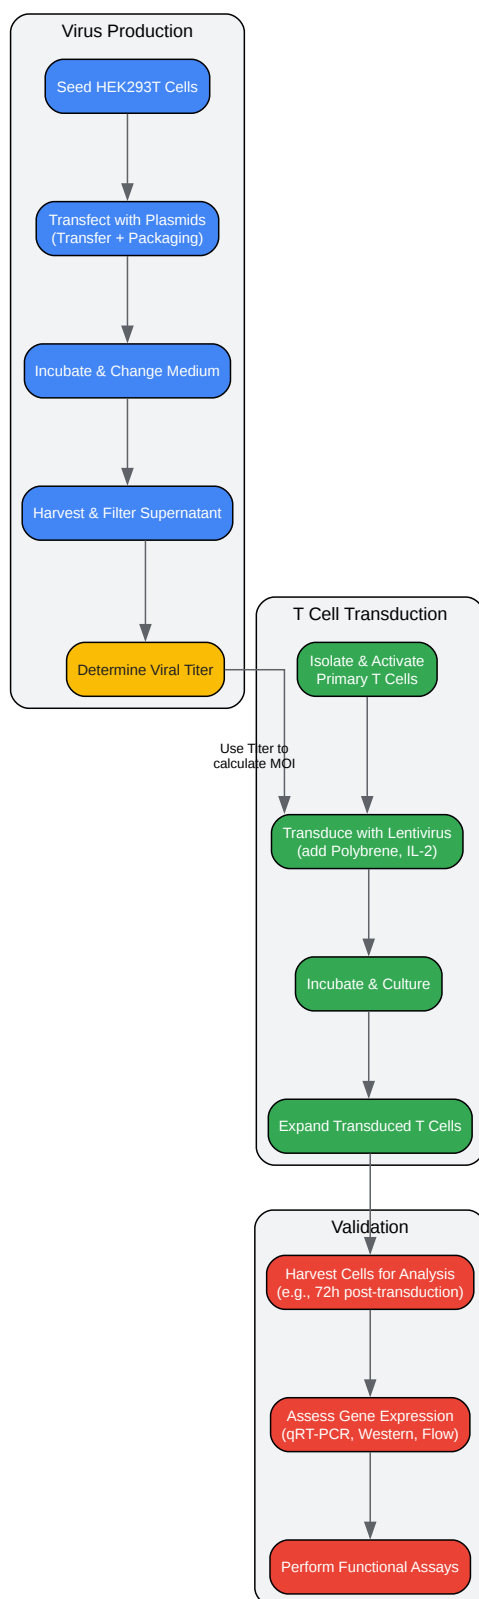 Virus Production
Seed HEK293T Cells
Transfect with Plasmids
(Transfer + Packaging)
Incubate & Change Medium
Harvest & Filter Supernatant
Determine Viral Titer
T Cell Transduction
Isolate & Activate
Primary T Cells
Use Titer to
calculate MOI
Transduce with Lentivirus
(add Polybrene, IL-2)
Incubate & Culture
Expand Transduced T Cells
Validation
Harvest Cells for Analysis
(e.g., 72h post-transduction)
Assess Gene Expression
(qRT-PCR, Western, Flow)
Perform Functional Assays